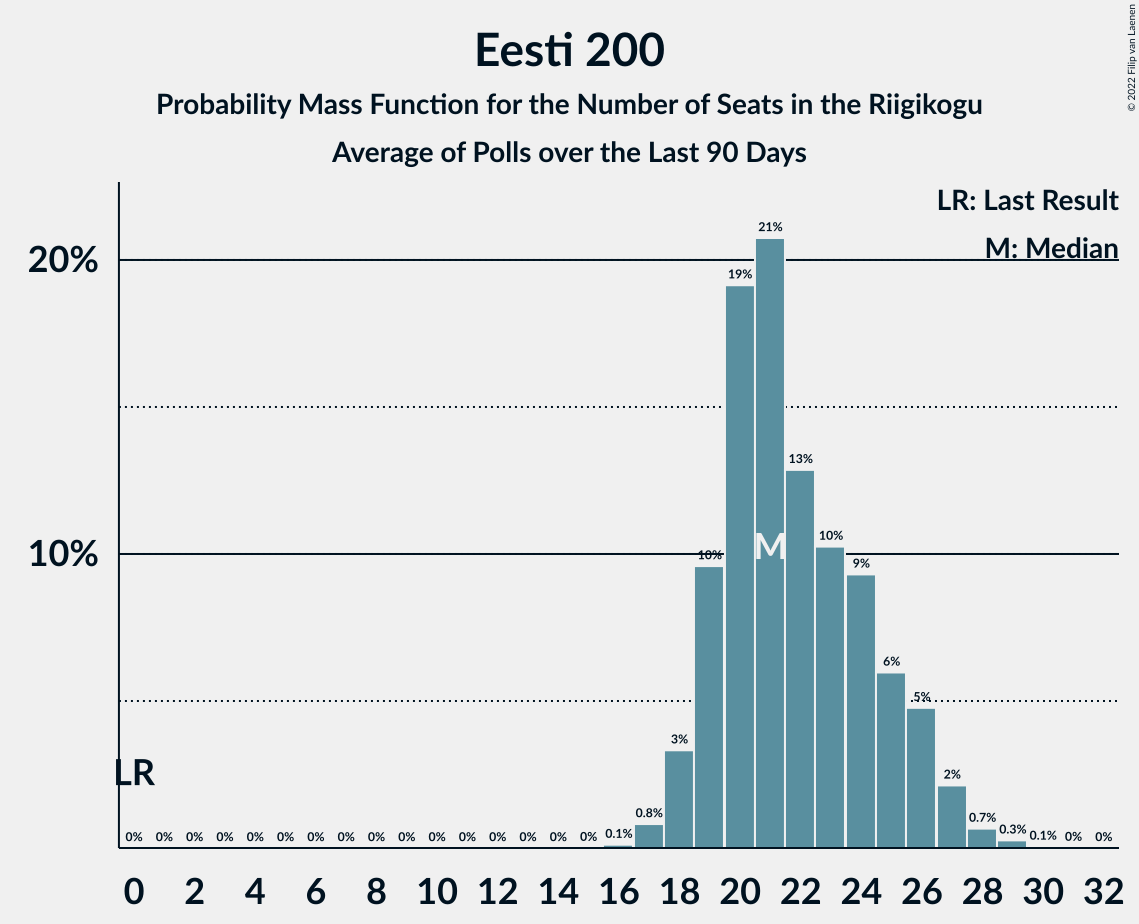 Eesti 200
Probability Mass Function for the Number of Seats in the Riigikogu
Average of Polls over the Last 90 Days
© 2022 Filip van Laenen
LR: Last Result
M: Median
20%
10%
21%
19%
13%
10%
10%
9%
6%
5%
3%
2%
0.8%
0.7%
0.3%
0.1%
0.1%
M
LR
0% 0% 0% 0% 0% 0% 0% 0% 0% 0% 0% 0% 0% 0% 0% 0% 0% 0%
0 2 4 6 8 10 12 14 16 18 20 22 24 26 28 30 32